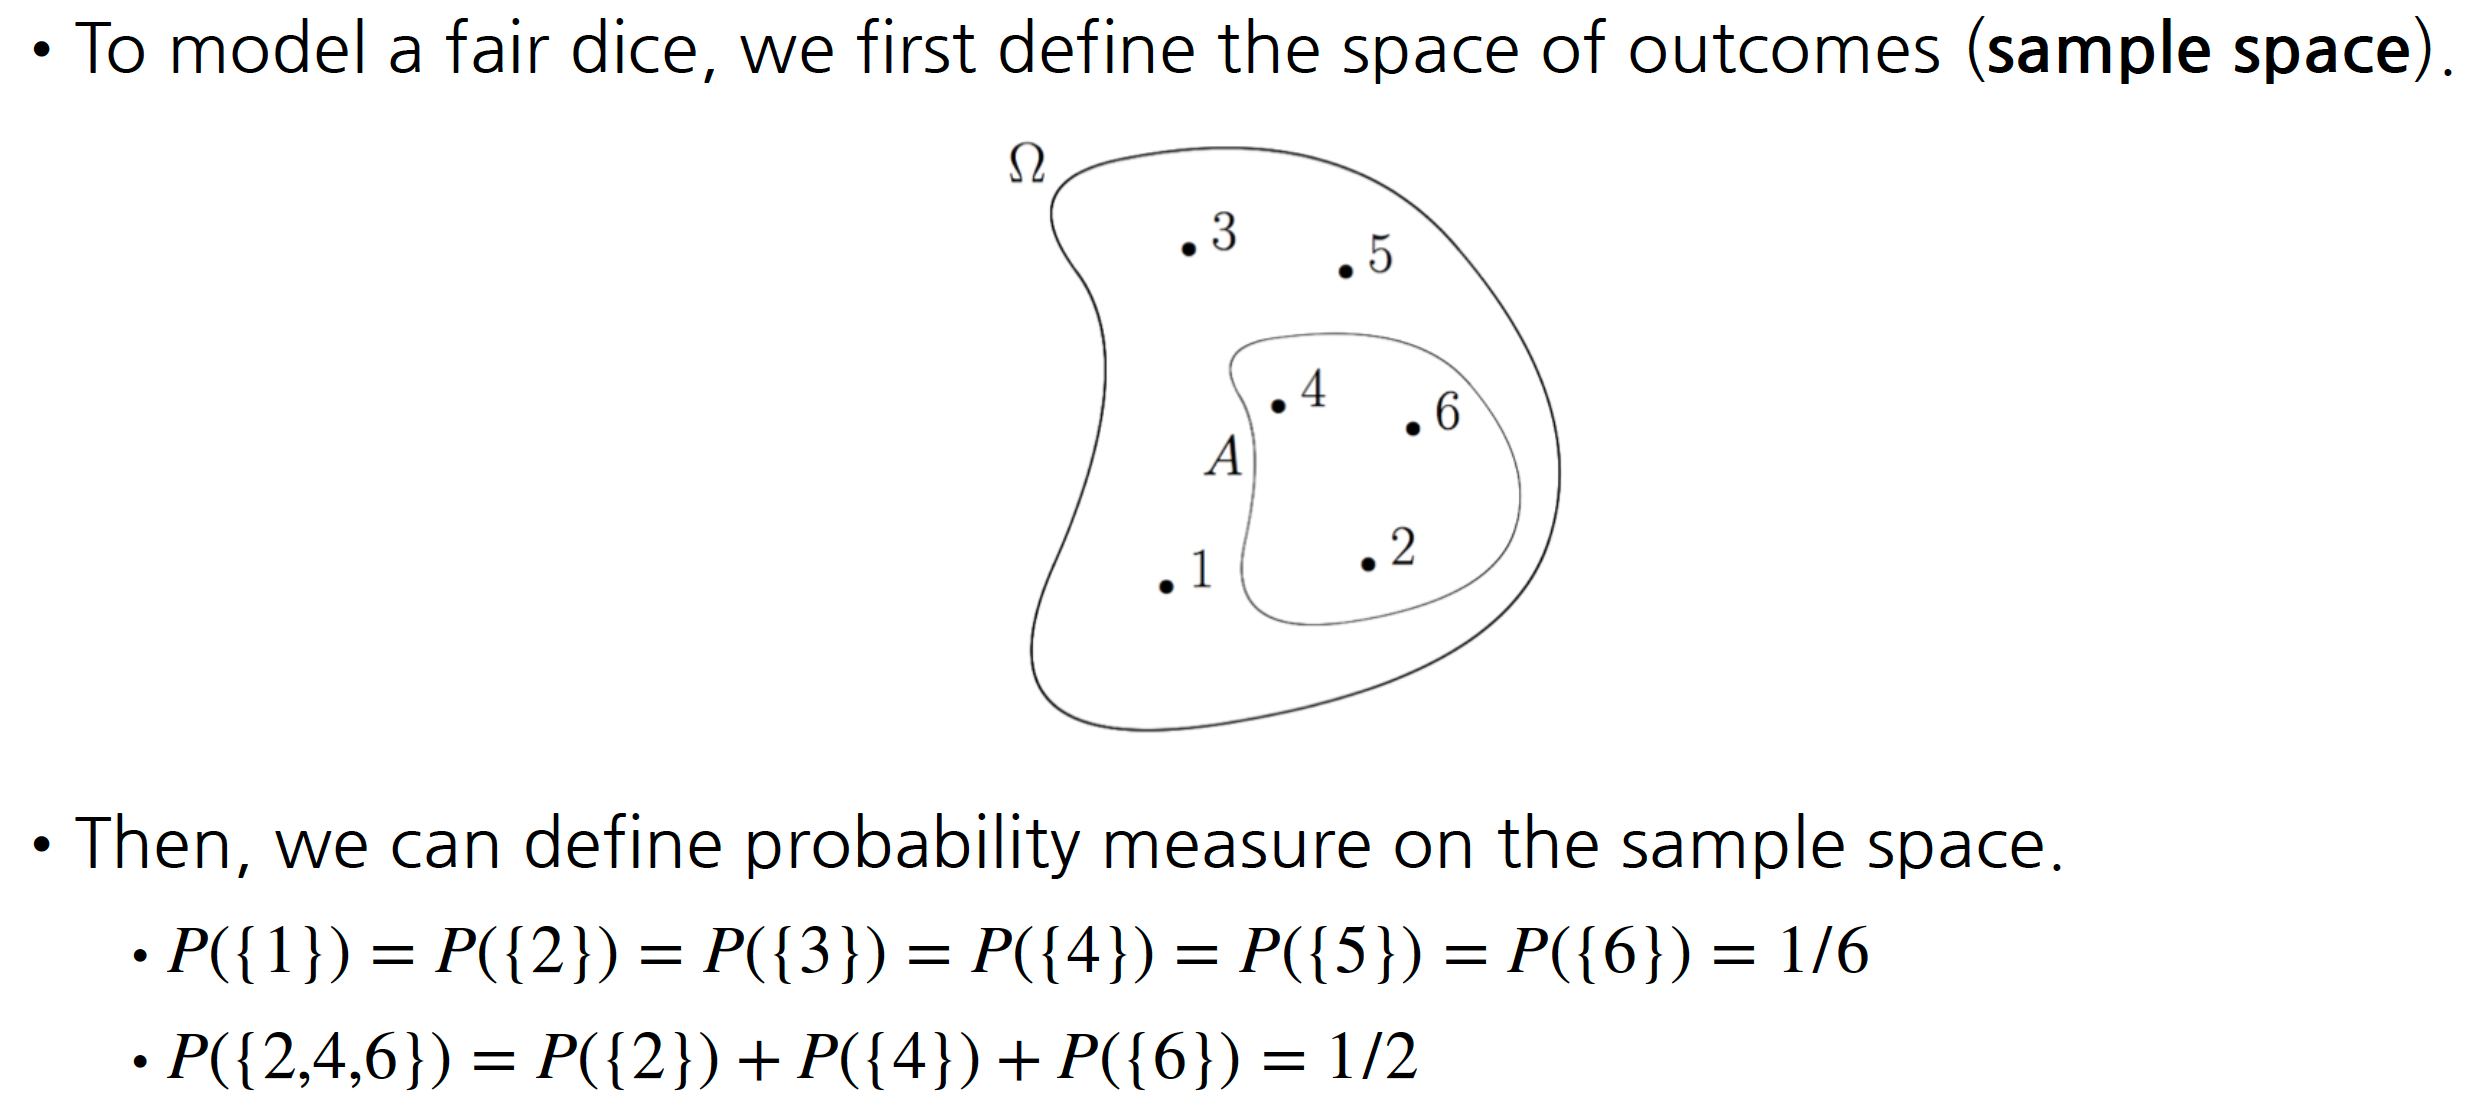 • To model a fair dice, we first define the space of outcomes (sample space).
Ω
3
5
4
6
A
2
1
• Then, we can define probability measure on the sample space.
• P({1}) = P({2}) = P({3}) = P({4}) = P({5}) = P({6}) = 1/6
• P({2,4,6}) = P({2}) + P({4}) + P({6}) = 1/2